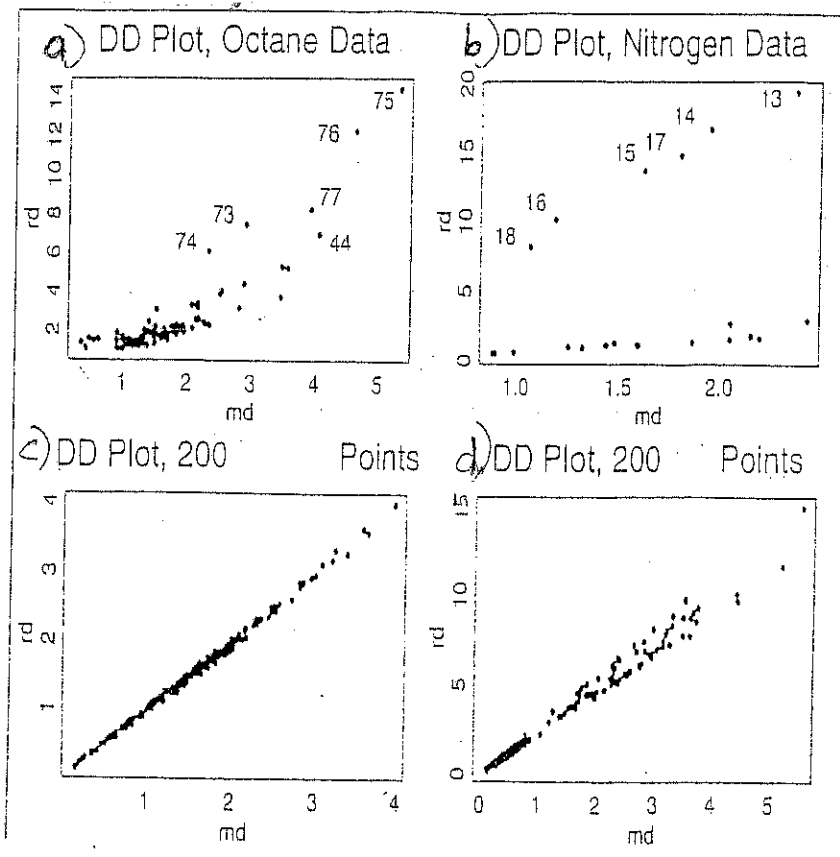 a) DD Plot, Octane Data
14
12
10
8
6
4
2
rd
75
76
77
73
74
44
1 2 3 4 5
md
b) DD Plot, Nitrogen Data
20
15
10
5
0
rd
13
14
17
15
16
18
1.0 1.5 2.0
md
c) DD Plot, 200 Points
4
3
2
1
rd
1 2 3 4
md
d) DD Plot, 200 Points
15
10
5
0
rd
0 1 2 3 4 5
md